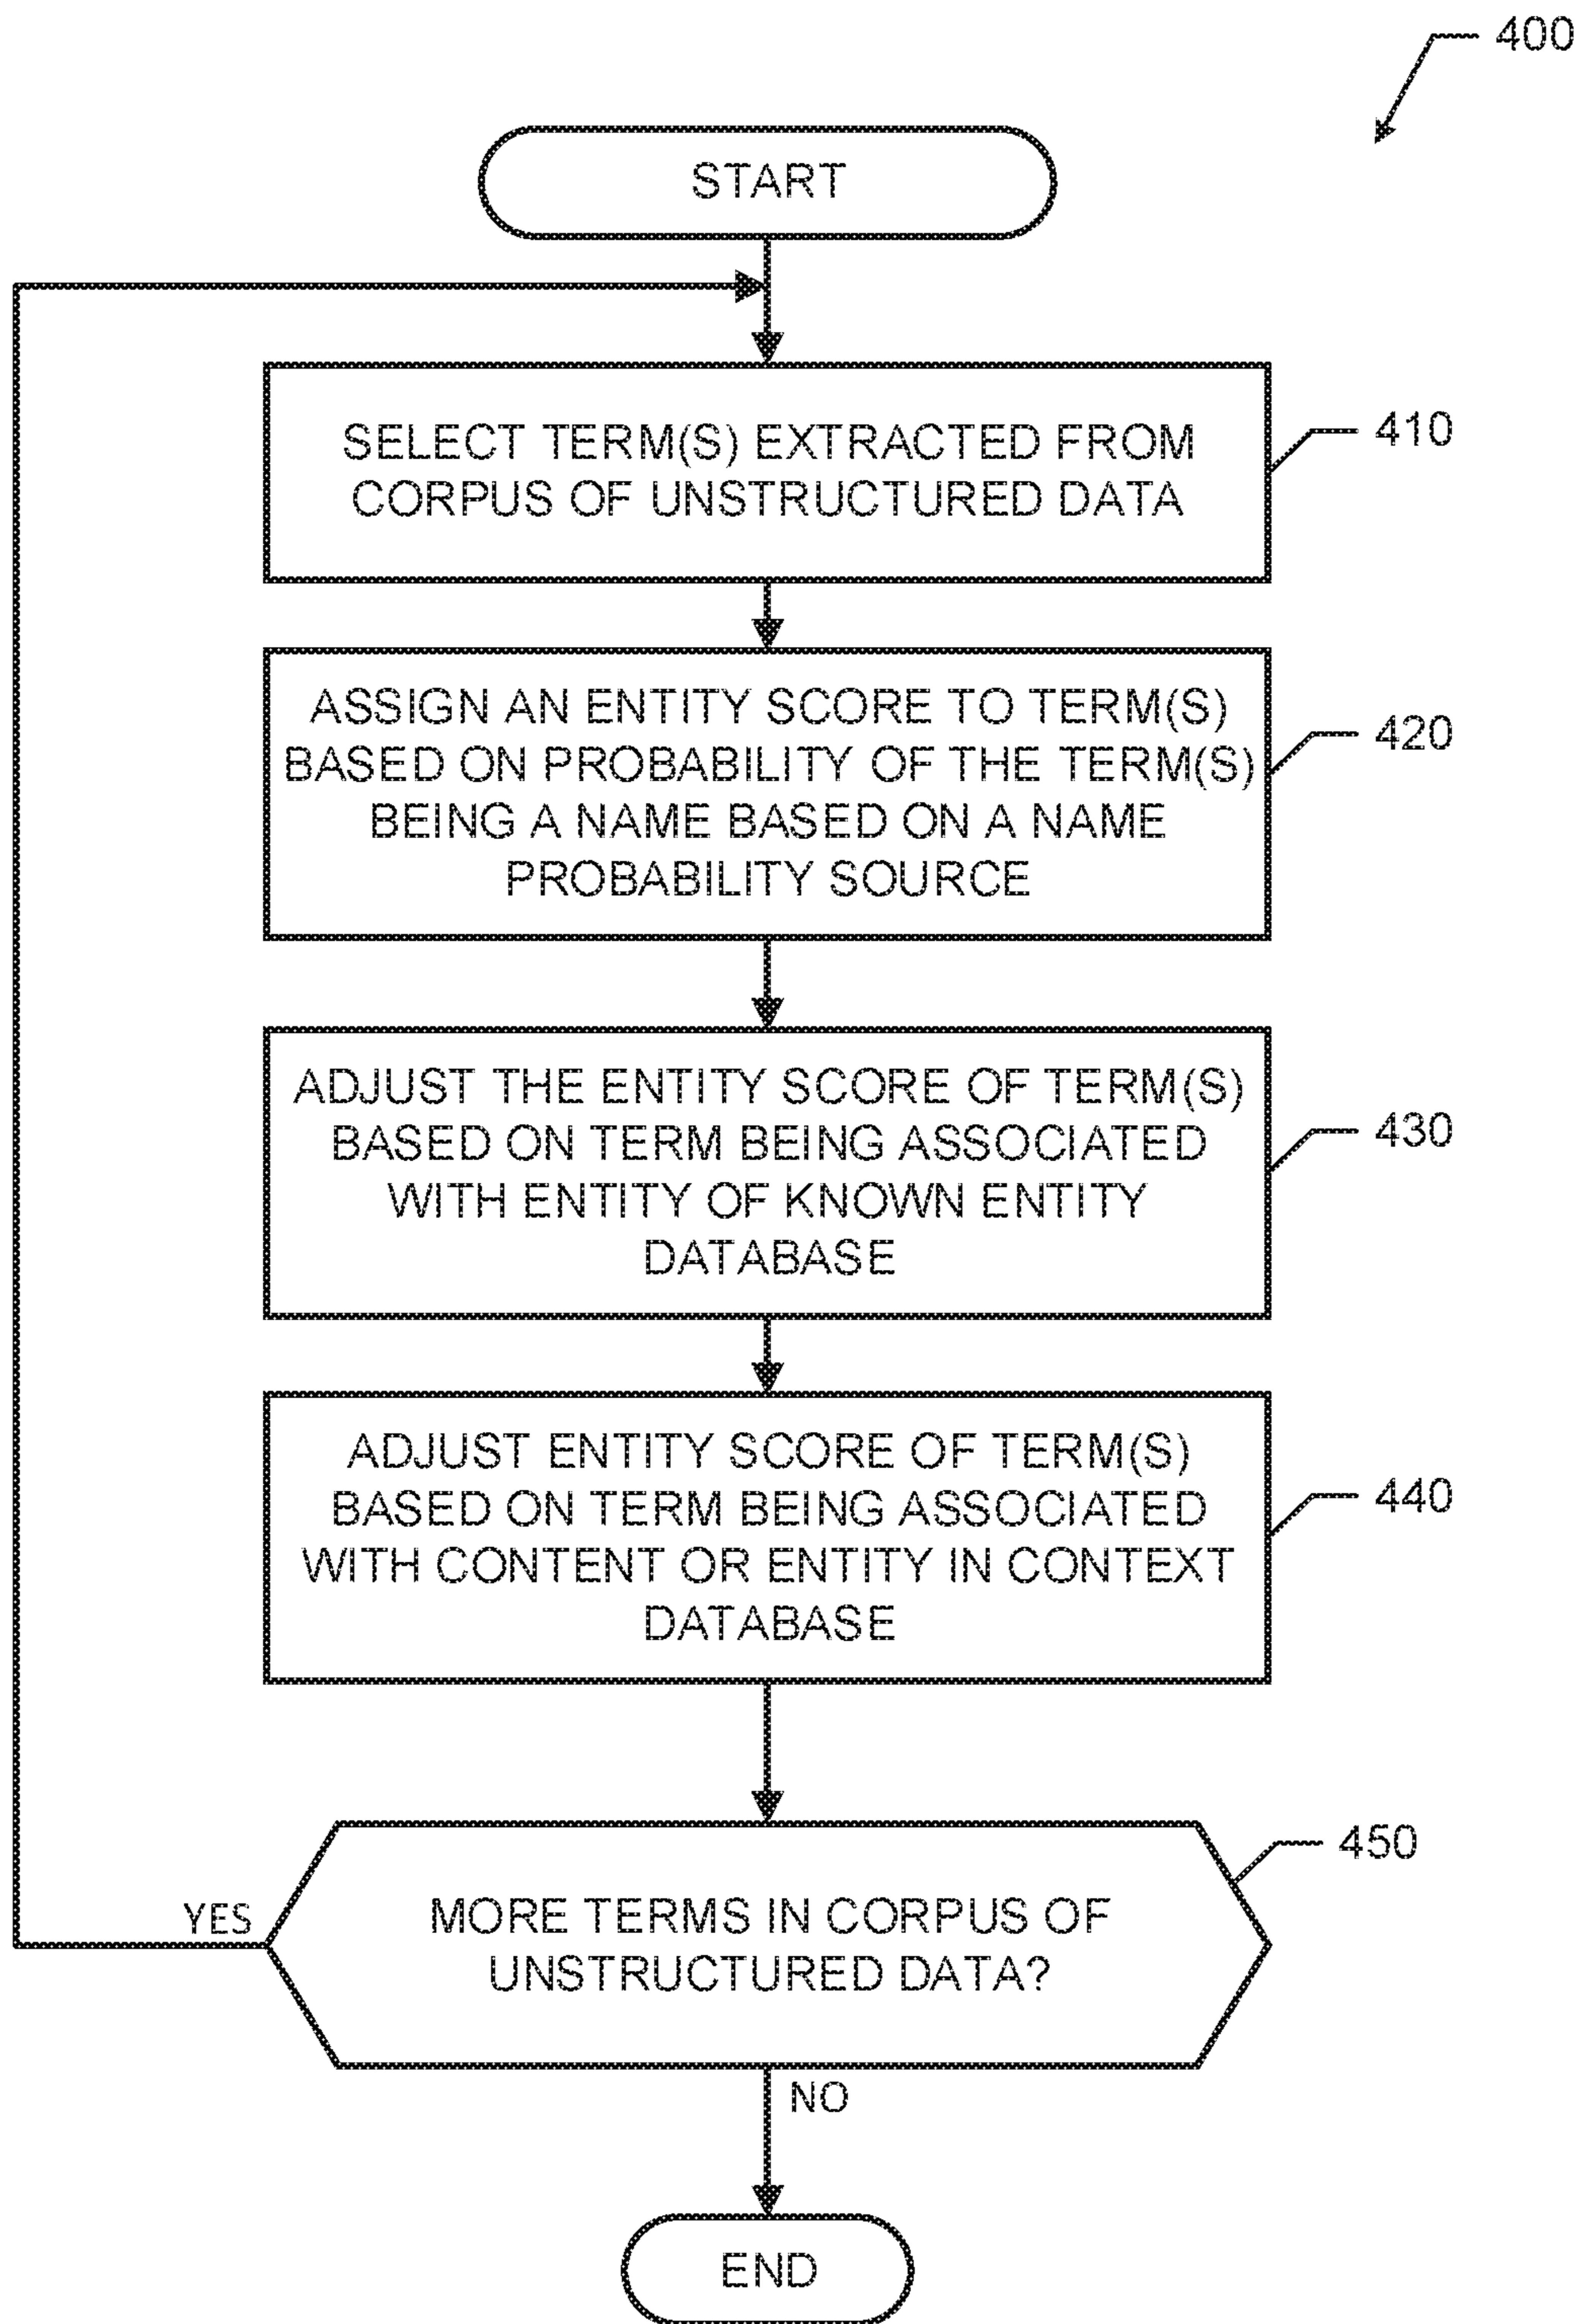 400
START
SELECT TERM(S) EXTRACTED FROM
CORPUS OF UNSTRUCTURED DATA
410
ASSIGN AN ENTITY SCORE TO TERM(S)
BASED ON PROBABILITY OF THE TERM(S)
BEING A NAME BASED ON A NAME
PROBABILITY SOURCE
420
ADJUST THE ENTITY SCORE OF TERM(S)
BASED ON TERM BEING ASSOCIATED
WITH ENTITY OF KNOWN ENTITY
DATABASE
430
ADJUST ENTITY SCORE OF TERM(S)
BASED ON TERM BEING ASSOCIATED
WITH CONTENT OR ENTITY IN CONTEXT
DATABASE
440
MORE TERMS IN CORPUS OF
UNSTRUCTURED DATA?
450
YES
NO
END